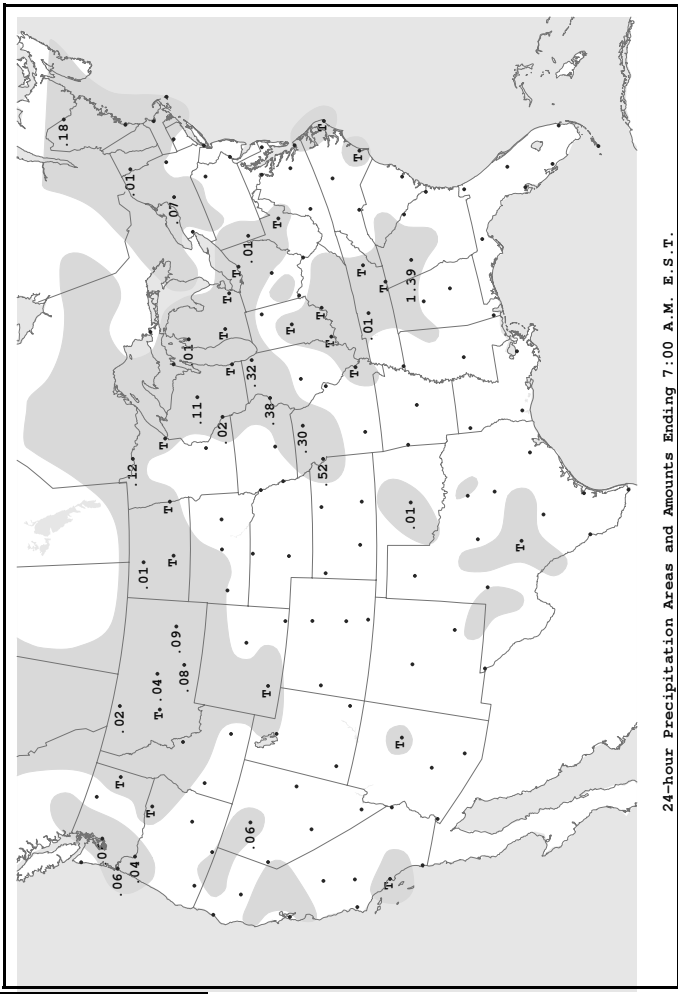 .18
.06
.02
T
.01
.12
.04
.01
T
.04
T
T
T
T
.07
.09
.08
.01
.11
.02
T
T
T
T
.01
.06
.32
T
.38
T
T
.30
T
.52
T
T
T
T
T
.01
T
T
T
.01
1.39
T
24-hour Precipitation Areas and Amounts Ending 7:00 A.M. E.S.T.